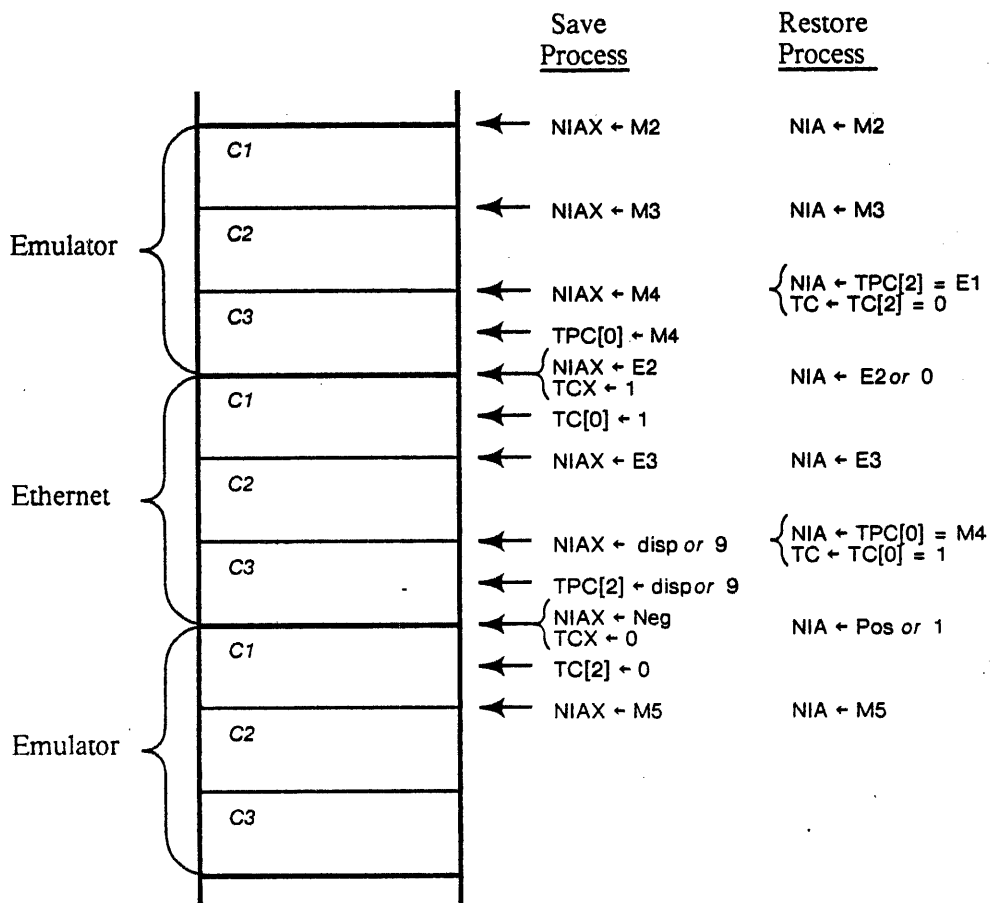 Save Process
Restore Process
NIAX ← M2
NIA ← M2
C1
NIAX ← M3
NIA ← M3
C2
Emulator
NIAX ← M4
NIA ← TPC[2] = E1
TC ← TC[2] = 0
C3
TPC[0] ← M4
NIAX ← E2
TCX ← 1
NIA ← E2 or 0
C1
TC[0] ← 1
NIAX ← E3
NIA ← E3
C2
Ethernet
NIAX ← disp or 9
NIA ← TPC[0] = M4
TC ← TC[0] = 1
C3
TPC[2] ← disp or 9
NIAX ← Neg
TCX ← 0
NIA ← Pos or 1
C1
TC[2] ← 0
NIAX ← M5
NIA ← M5
C2
Emulator
C3